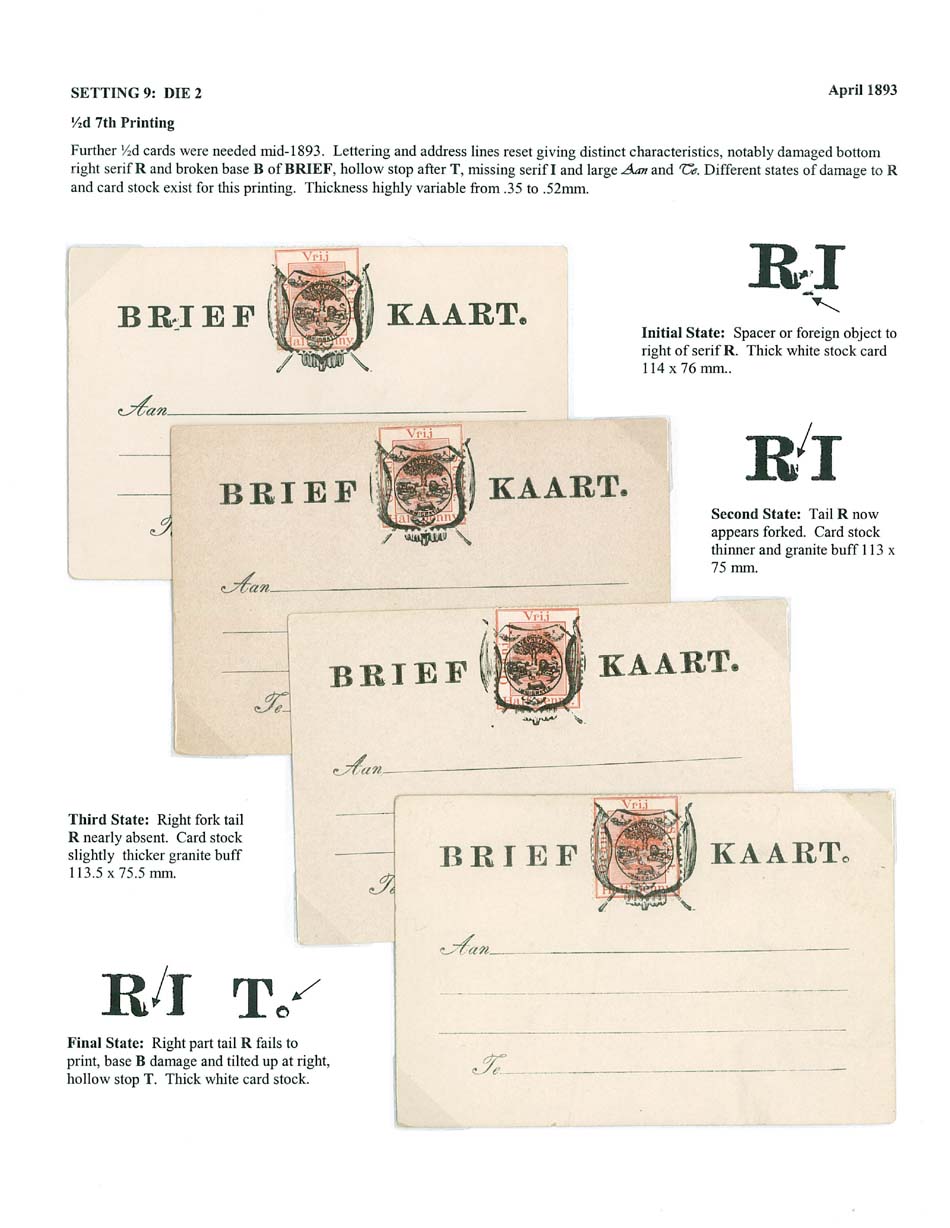 SETTING 9: DIE 2
April 1893
½d 7th Printing
Further ½d cards were needed mid-1893. Lettering and address lines reset giving distinct characteristics, notably damaged bottom
right serif R and broken base B of BRIEF, hollow stop after T, missing serif I and large Aan and Te. Different states of damage to R
and card stock exist for this printing. Thickness highly variable from .35 to .52mm.
Vrij
BRIEF KAART.
Half Penny
Aan
T
R I
Initial State: Spacer or foreign object to
right of serif R. Thick white stock card
114 x 76 mm..
Vrij
BRIEF KAART.
Half Penny
Aan
Te
R I
Second State: Tail R now
appears forked. Card stock
thinner and granite buff 113 x
75 mm.
Vrij
BRIEF KAART.
Half Penny
Aan
Te
Third State: Right fork tail
R nearly absent. Card stock
slightly thicker granite buff
113.5 x 75.5 mm.
Vrij
BRIEF KAART.
Aan
Te
R I T.
Final State: Right part tail R fails to
print, base B damage and tilted up at right,
hollow stop T. Thick white card stock.